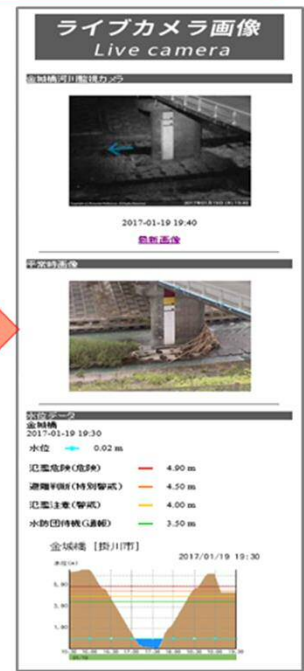 ライブカメラ画像
Live camera
金城橋河川監視カメラ
2017-01-19 19:40
最新画像
平常時画像
水位データ
金城橋
2017-01-19 19:30
水位 0.02 m
氾濫危険(危険) 4.90 m
避難判断(特別警戒) 4.50 m
氾濫注意(警戒) 4.00 m
水防団待機(通報) 3.50 m
金城橋 [掛川市]
2017/01/19 19:30
水位(m)